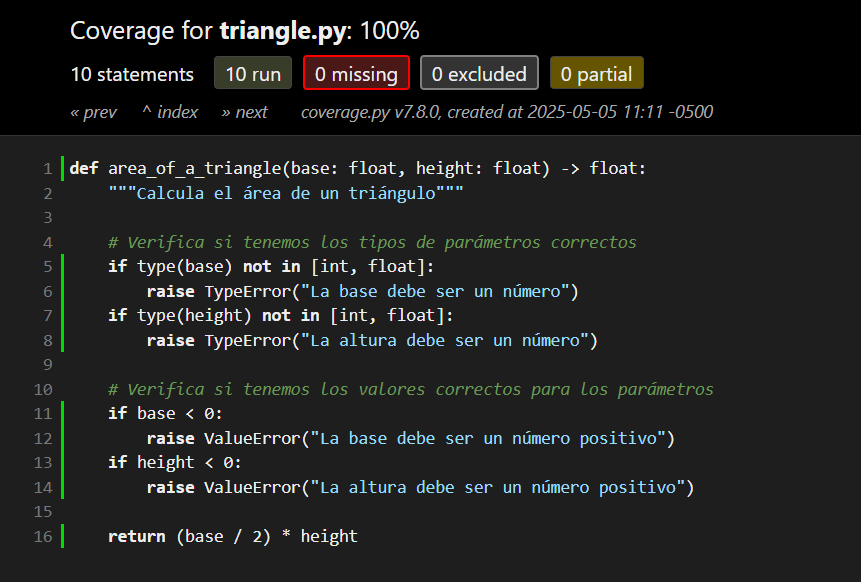 Coverage for triangle.py: 100%
10 statements 10 run 0 missing 0 excluded 0 partial
« prev ^ index » next coverage.py v7.8.0, created at 2025-05-05 11:11 -0500
1 def area_of_a_triangle(base: float, height: float) -> float:
2 """Calcula el área de un triángulo"""
3
4 # Verifica si tenemos los tipos de parámetros correctos
5 if type(base) not in [int, float]:
6 raise TypeError("La base debe ser un número")
7 if type(height) not in [int, float]:
8 raise TypeError("La altura debe ser un número")
9
10 # Verifica si tenemos los valores correctos para los parámetros
11 if base < 0:
12 raise ValueError("La base debe ser un número positivo")
13 if height < 0:
14 raise ValueError("La altura debe ser un número positivo")
15
16 return (base / 2) * height